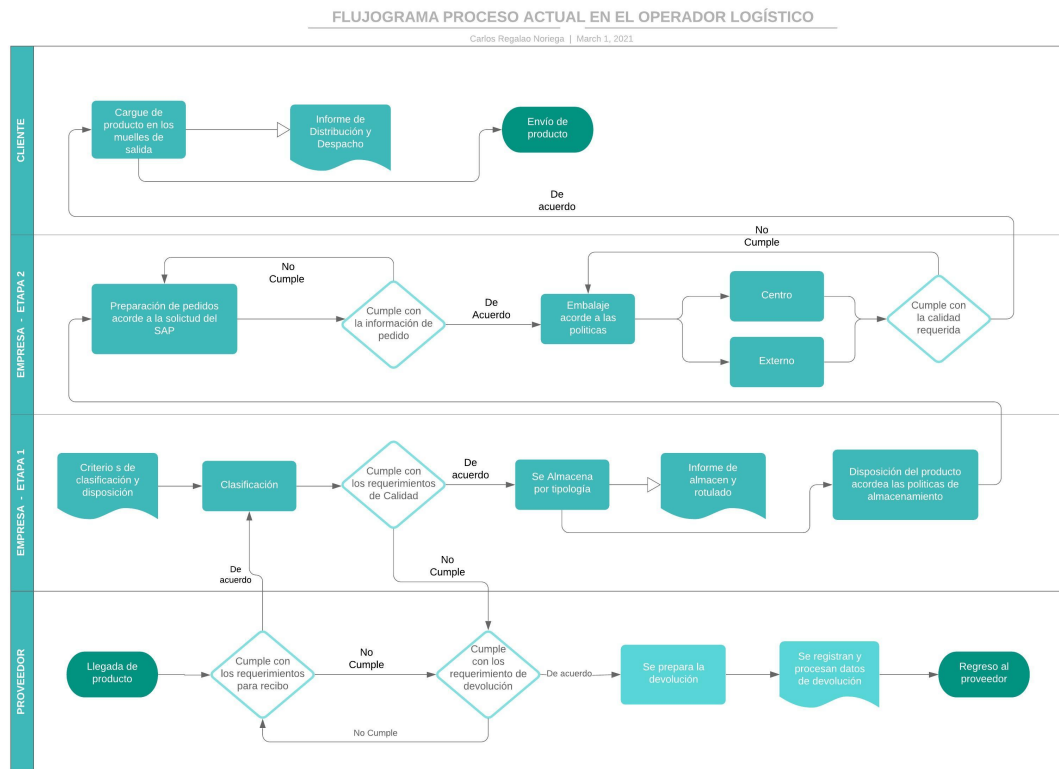 FLUJOGRAMA PROCESO ACTUAL EN EL OPERADOR LOGÍSTICO
Carlos Regalao Noriega | March 1, 2021
CLIENTE
Cargue de
producto en los
muelles de
salida
Informe de
Distribución y
Despacho
Envío de
producto
De
acuerdo
EMPRESA - ETAPA 2
No
Cumple
No
Cumple
Preparación de pedidos
acorde a la solictud del
SAP
Cumple con
la información de
pedido
De
Acuerdo
Embalaje
acorde a las
politicas
Centro
Externo
Cumple con
la calidad
requerida
EMPRESA - ETAPA 1
Criterio s de
clasificación y
disposición
Clasificación
Cumple con
los requerimientos
de Calidad
De
acuerdo
Se Almacena
por tipología
Informe de
almacen y
rotulado
Disposición del producto
acordea las politicas de
almacenamiento
De
acuerdo
No
Cumple
PROVEEDOR
Llegada de
producto
Cumple con
los requerimientos
para recibo
No
Cumple
Cumple
con los
requerimiento de
devolución
De acuerdo
Se prepara la
devolución
Se registran y
procesan datos
de devolución
Regreso al
proveedor
No Cumple